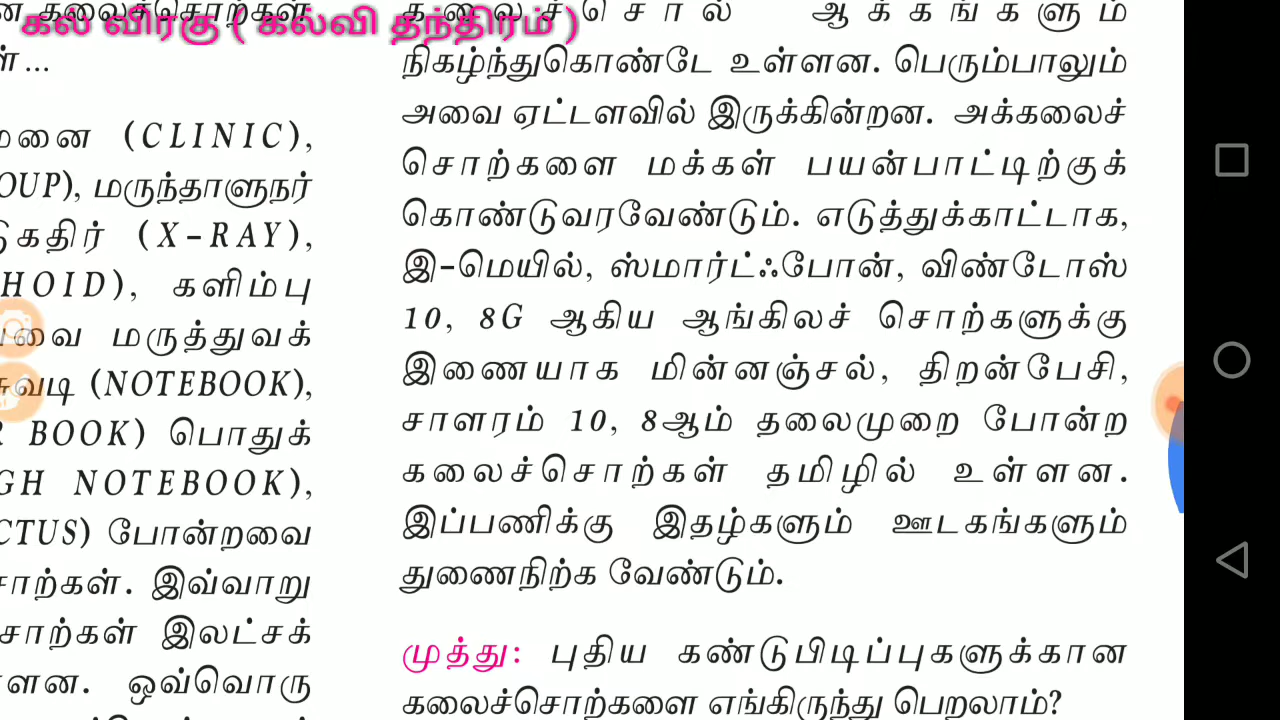 ன கலைச்சொற்கள்
கல் விரகு ( கல்வி தந்திரம் )
ள் ...
மனை (CLINIC),
OUP), மருந்தாளுநர்
கதிர் (X-RAY),
HOID), களிம்பு
வை மருத்துவக்
சுவடி (NOTEBOOK),
R BOOK) பொதுக்
GH NOTEBOOK),
CTUS) போன்றவை
சொற்கள். இவ்வாறு
சொற்கள் இலட்சக்
ளன. ஒவ்வொரு
கலைச்சொல் ஆக்கங்களும்
நிகழ்ந்துகொண்டே உள்ளன. பெரும்பாலும்
அவை ஏட்டளவில் இருக்கின்றன. அக்கலைச்
சொற்களை மக்கள் பயன்பாட்டிற்குக்
கொண்டுவரவேண்டும். எடுத்துக்காட்டாக,
இ-மெயில், ஸ்மார்ட்ஃபோன், விண்டோஸ்
10, 8G ஆகிய ஆங்கிலச் சொற்களுக்கு
இணையாக மின்னஞ்சல், திறன்பேசி,
சாளரம் 10, 8ஆம் தலைமுறை போன்ற
கலைச்சொற்கள் தமிழில் உள்ளன.
இப்பணிக்கு இதழ்களும் ஊடகங்களும்
துணைநிற்க வேண்டும்.
முத்து: புதிய கண்டுபிடிப்புகளுக்கான
கலைச்சொற்களை எங்கிருந்து பெறலாம்?